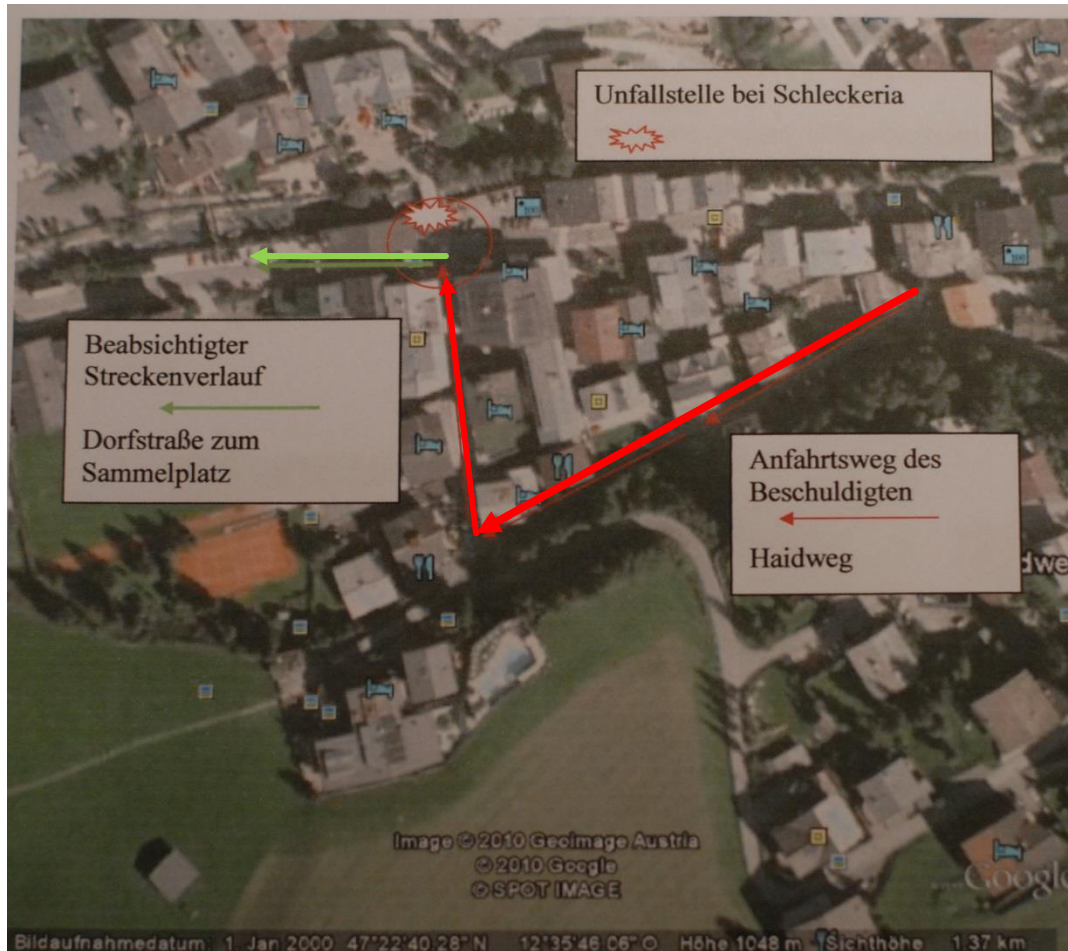 Unfallstelle bei Schleckeria
Beabsichtigter
Streckenverlauf
Dorfstraße zum
Sammelplatz
Anfahrtsweg des
Beschuldigten
Haidweg
dwe
Image © 2010 Geoimage Austria
© 2010 Google
© SPOT IMAGE
Google
Bildaufnahmedatum: 1. Jan 2000 47°22'40.28" N 12°35'46.06" O Höhe 1048 m Sichthöhe 1.37 km